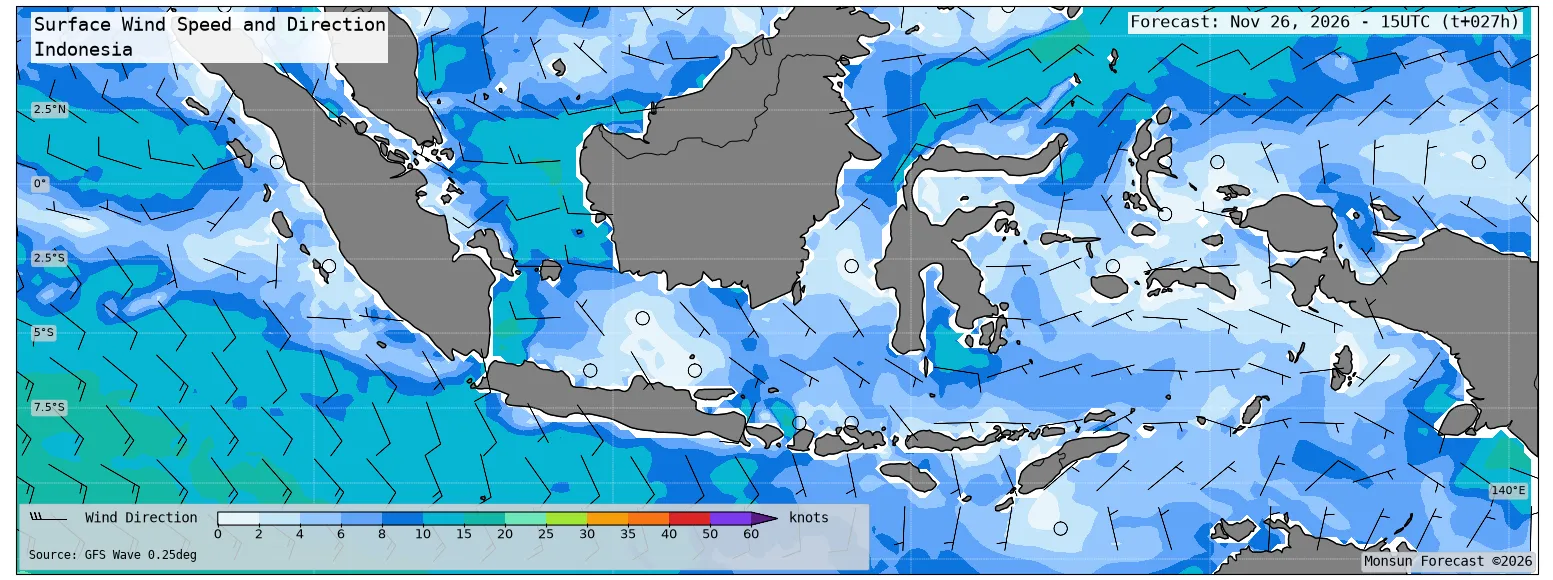 Surface Wind Speed and Direction
Indonesia
Forecast: Nov 26, 2026 - 15UTC (t+027h)
2.5°N
0°
2.5°S
5°S
7.5°S
140°E
Wind Direction
0 2 4 6 8 10 15 20 25 30 35 40 50 60
knots
Source: GFS Wave 0.25deg
Monsun Forecast ©2026